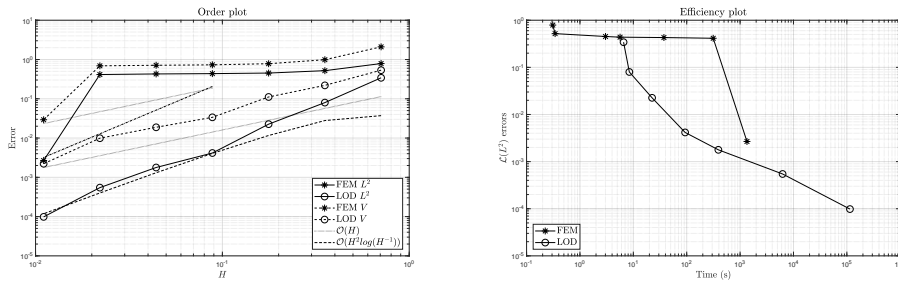 Order plot
10^1
10^0
10^-1
10^-2
10^-3
10^-4
10^-5
Error
10^-2
10^-1
10^0
H
FEM L^2
LOD L^2
FEM V
LOD V
O(H)
O(H^2log(H^-1))
Efficiency plot
10^0
10^-1
10^-2
10^-3
10^-4
10^-5
L(L^2) errors
10^-1
10^0
10^1
10^2
10^3
10^4
10^5
Time (s)
FEM
LOD